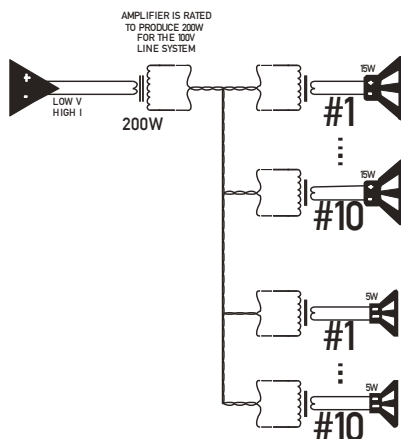 AMPLIFIER IS RATED
TO PRODUCE 200W
FOR THE 100V
LINE SYSTEM
+
-
LOW V
HIGH I
200W
15W
+
-
#1
15W
+
-
#10
5W
#1
5W
#10